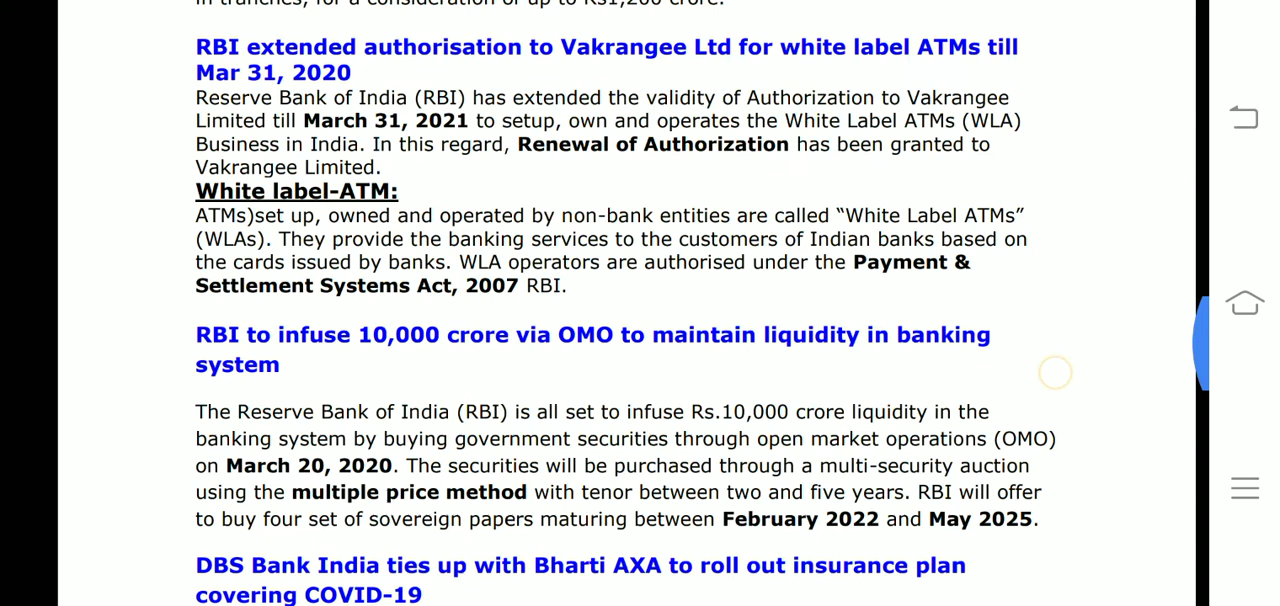 in tranches, for a consideration of up to Rs1,200 crore.
RBI extended authorisation to Vakrangee Ltd for white label ATMs till
Mar 31, 2020
Reserve Bank of India (RBI) has extended the validity of Authorization to Vakrangee
Limited till March 31, 2021 to setup, own and operates the White Label ATMs (WLA)
Business in India. In this regard, Renewal of Authorization has been granted to
Vakrangee Limited.
White label-ATM:
ATMs)set up, owned and operated by non-bank entities are called “White Label ATMs”
(WLAs). They provide the banking services to the customers of Indian banks based on
the cards issued by banks. WLA operators are authorised under the Payment &
Settlement Systems Act, 2007 RBI.
RBI to infuse 10,000 crore via OMO to maintain liquidity in banking
system
The Reserve Bank of India (RBI) is all set to infuse Rs.10,000 crore liquidity in the
banking system by buying government securities through open market operations (OMO)
on March 20, 2020. The securities will be purchased through a multi-security auction
using the multiple price method with tenor between two and five years. RBI will offer
to buy four set of sovereign papers maturing between February 2022 and May 2025.
DBS Bank India ties up with Bharti AXA to roll out insurance plan
covering COVID-19